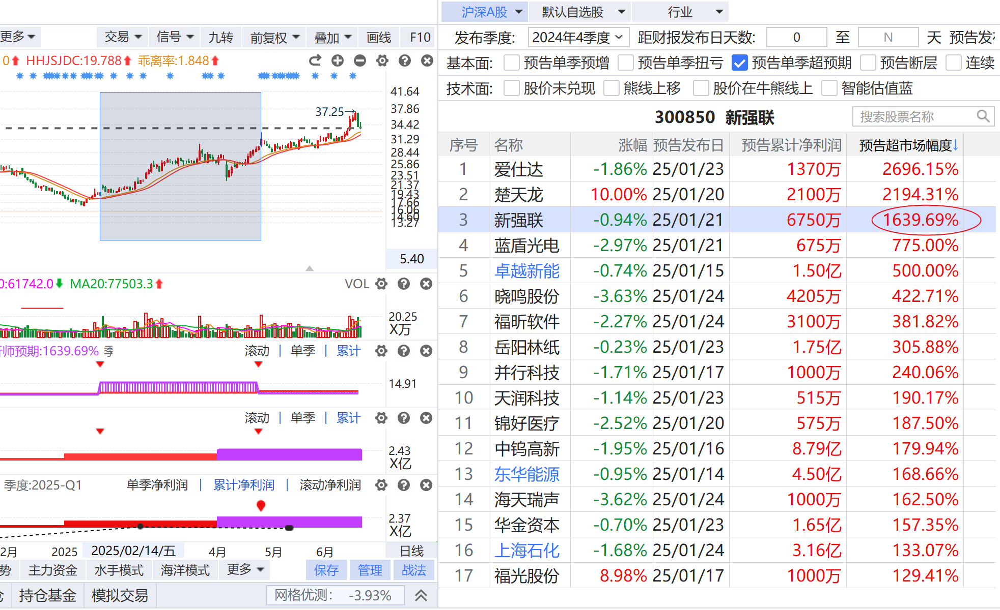 沪深A股 默认自选股 行业
更多 交易 信号 九转 前复权 叠加 画线 F10
发布季度: 2024年4季度 距财报发布日天数: 0 至 N 天
0 HHJSJDC:19.788 乖离率:1.848
基本面: 预告单季预增 预告单季扭亏 预告单季超预期 预告断层 连续
技术面: 股价未兑现 熊线上移 股价在牛熊线上 智能估值蓝
300850 新强联 搜索股票名称
37.25→
41.64
37.86
34.42
31.29
28.44
25.86
23.51
21.37
19.43
17.66
16.06
14.60
13.27
5.40
0:61742.0 MA20:77503.3 VOL
20.25
X万
师预期:1639.69% 季 滚动 单季 累计
14.91
滚动 单季 累计
2.43
X亿
季度:2025-Q1 单季净利润 累计净利润 滚动净利润
2.37
X亿
2月 2025 2025/02/14/五 4月 5月 6月 日线
势 主力资金 水手模式 海洋模式 更多 保存 管理 战法
持仓基金 模拟交易 网格优测: -3.93%
序号 名称 涨幅 预告发布日 预告累计净利润 预告超市场幅度↓
1 爱仕达 -1.86% 25/01/23 1370万 2696.15%
2 楚天龙 10.00% 25/01/20 2100万 2194.31%
3 新强联 -0.94% 25/01/21 6750万 1639.69%
4 蓝盾光电 -2.97% 25/01/21 675万 775.00%
5 卓越新能 -0.74% 25/01/15 1.50亿 500.00%
6 晓鸣股份 -3.63% 25/01/24 4205万 422.71%
7 福昕软件 -2.27% 25/01/24 3100万 381.82%
8 岳阳林纸 -0.23% 25/01/23 1.75亿 305.88%
9 并行科技 -1.71% 25/01/17 1000万 240.06%
10 天润科技 -1.14% 25/01/23 515万 190.17%
11 锦好医疗 -2.52% 25/01/20 575万 187.50%
12 中钨高新 -1.95% 25/01/16 8.79亿 179.94%
13 东华能源 -0.95% 25/01/14 4.50亿 168.66%
14 海天瑞声 -3.62% 25/01/24 1000万 162.50%
15 华金资本 -0.70% 25/01/23 1.65亿 157.35%
16 上海石化 -1.68% 25/01/24 3.16亿 133.07%
17 福光股份 8.98% 25/01/17 1000万 129.41%